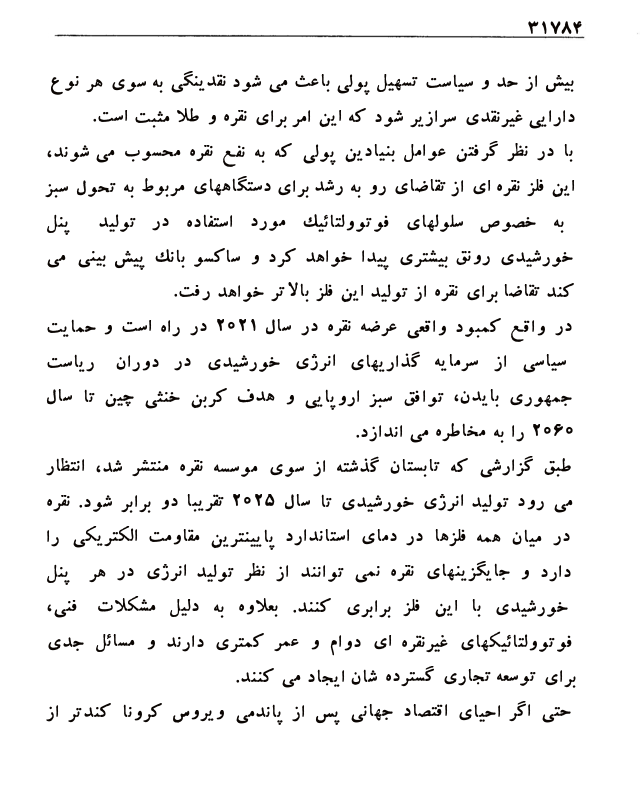 ۳۱۷۸۴
بیش از حد و سیاست تسهیل پولی باعث می شود نقدینگی به سوی هر نوع
دارایی غیرنقدی سرازیر شود که این امر برای نقره و طلا مثبت است.
با در نظر گرفتن عوامل بنیادین پولی که به نفع نقره محسوب می شوند،
این فلز نقره ای از تقاضای رو به رشد برای دستگاههای مربوط به تحول سبز
به خصوص سلولهای فوتوولتائیك مورد استفاده در تولید پنل
خورشیدی رونق بیشتری پیدا خواهد کرد و ساکسو بانك پیش بینی می
کند تقاضا برای نقره از تولید این فلز بالاتر خواهد رفت.
در واقع کمبود واقعی عرضه نقره در سال ۲۰۲۱ در راه است و حمایت
سیاسی از سرمایه گذاریهای انرژی خورشیدی در دوران ریاست
جمهوری بایدن، توافق سبز اروپایی و هدف کربن خنثی چین تا سال
۲۰۶۰ را به مخاطره می اندازد.
طبق گزارشی که تابستان گذشته از سوی موسسه نقره منتشر شد، انتظار
می رود تولید انرژی خورشیدی تا سال ۲۰۲۵ تقریبا دو برابر شود. نقره
در میان همه فلزها در دمای استاندارد پایینترین مقاومت الکتریکی را
دارد و جایگزینهای نقره نمی توانند از نظر تولید انرژی در هر پنل
خورشیدی با این فلز برابری کنند. بعلاوه به دلیل مشکلات فنی،
فوتوولتائیکهای غیرنقره ای دوام و عمر کمتری دارند و مسائل جدی
برای توسعه تجاری گسترده شان ایجاد می کنند.
حتی اگر احیای اقتصاد جهانی پس از پاندمی ویروس کرونا کندتر از